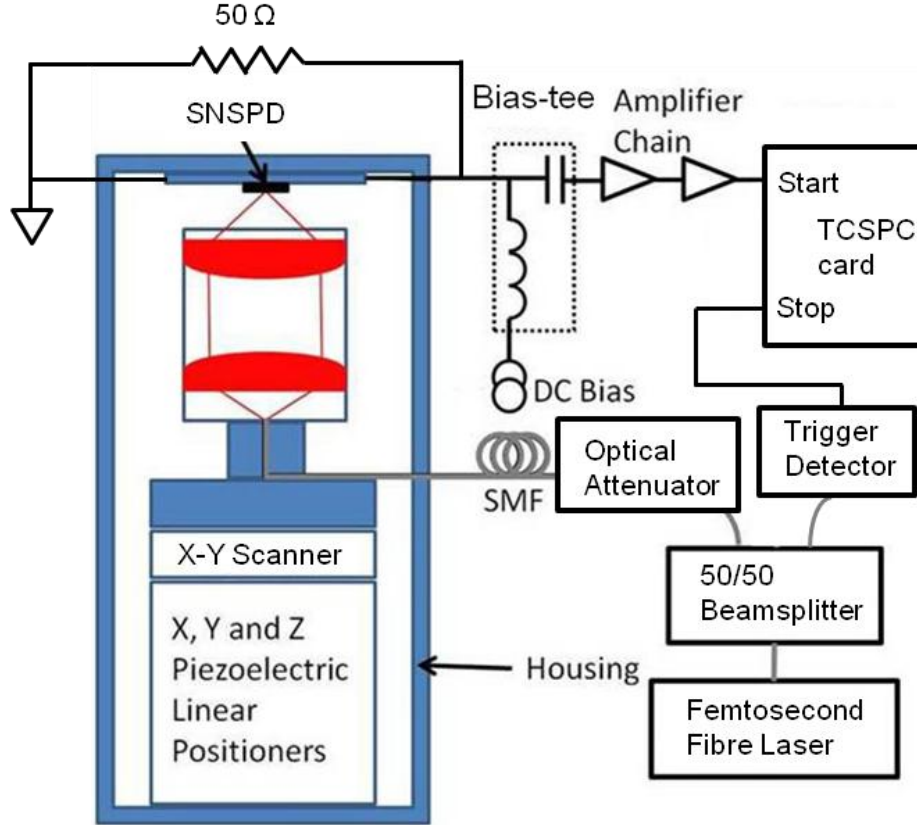 50 Ω
SNSPD
Bias-tee
Amplifier
Chain
Start
TCSPC
card
Stop
DC Bias
SMF
Optical
Attenuator
Trigger
Detector
X-Y Scanner
50/50
Beamsplitter
X, Y and Z
Piezoelectric
Linear
Positioners
Housing
Femtosecond
Fibre Laser